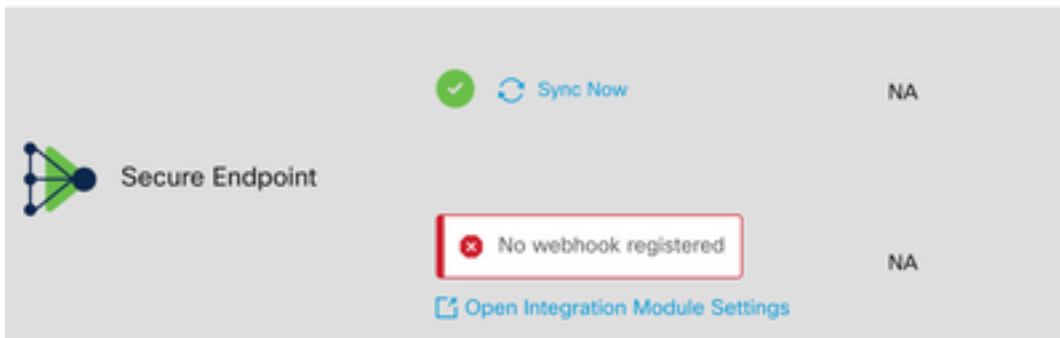 Sync Now
NA
Secure Endpoint
No webhook registered
NA
Open Integration Module Settings